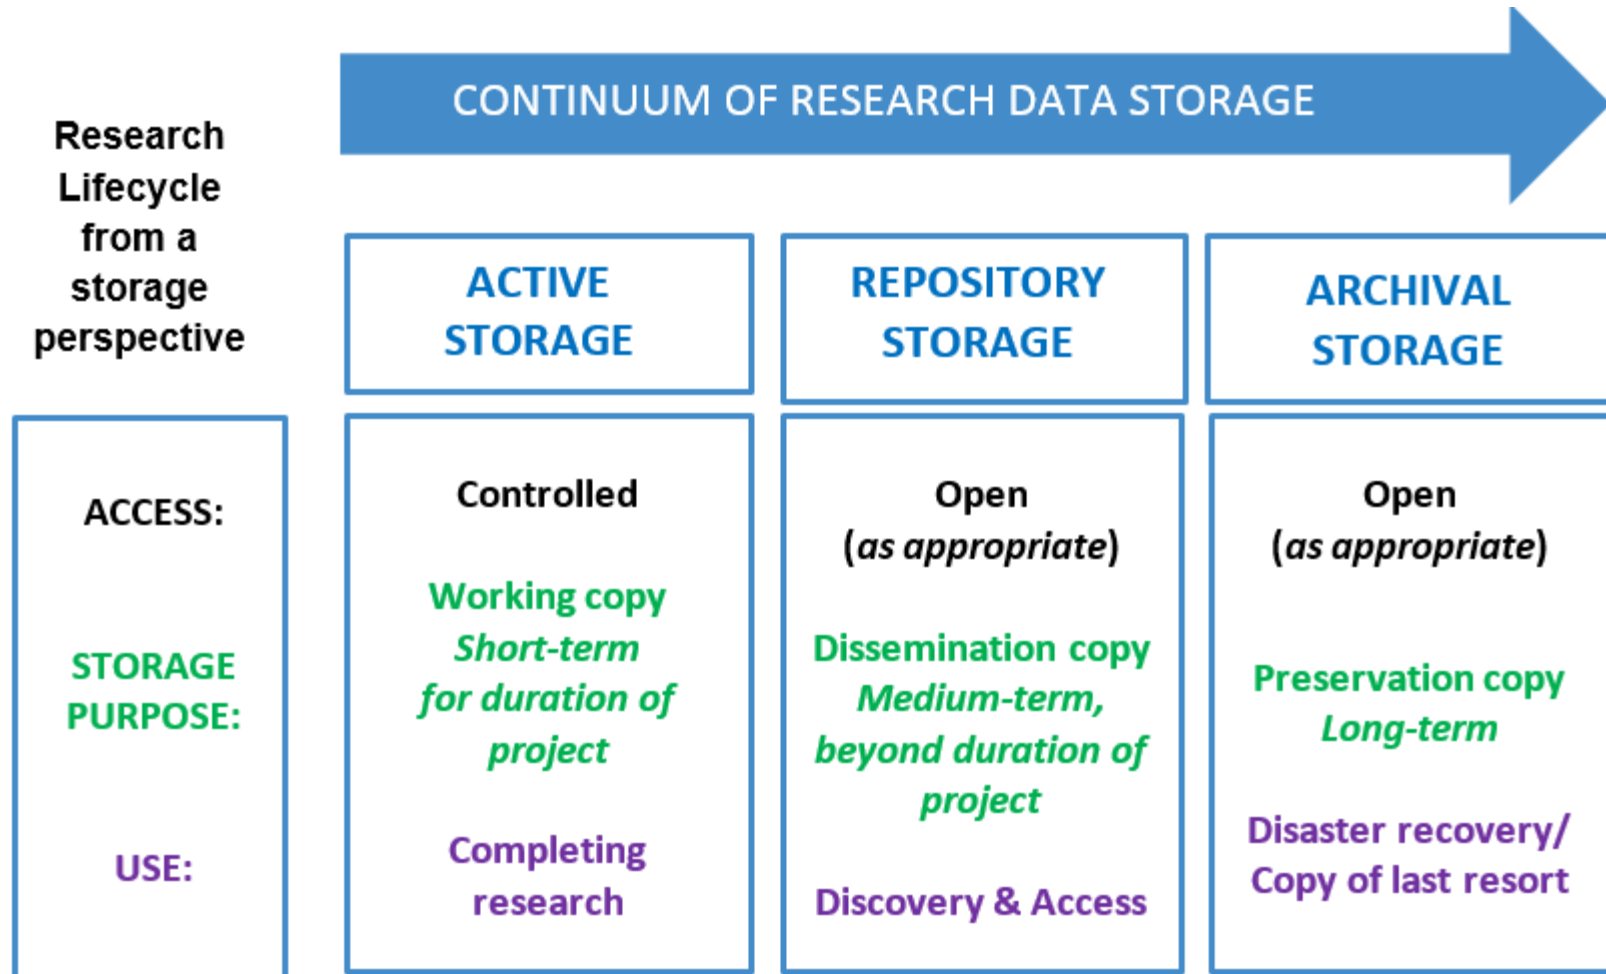 CONTINUUM OF RESEARCH DATA STORAGE
Research
Lifecycle
from a
storage
perspective
ACTIVE
STORAGE
REPOSITORY
STORAGE
ARCHIVAL
STORAGE
ACCESS:
STORAGE
PURPOSE:
USE:
Controlled
Working copy
Short-term
for duration of
project
Completing
research
Open
(as appropriate)
Dissemination copy
Medium-term,
beyond duration of
project
Discovery & Access
Open
(as appropriate)
Preservation copy
Long-term
Disaster recovery/
Copy of last resort